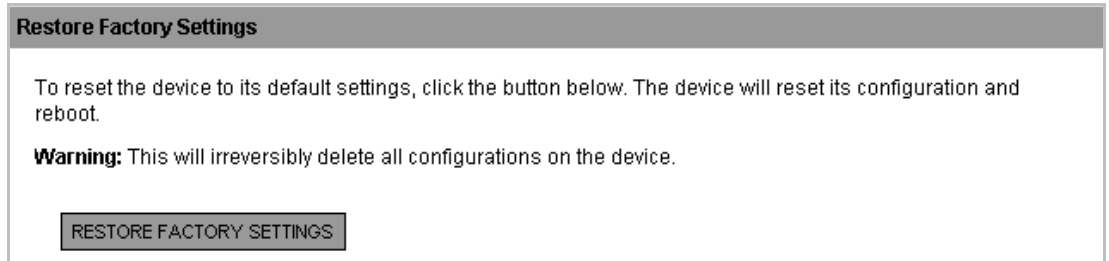 Restore Factory Settings
To reset the device to its default settings, click the button below. The device will reset its configuration and
reboot.
Warning: This will irreversibly delete all configurations on the device.
RESTORE FACTORY SETTINGS